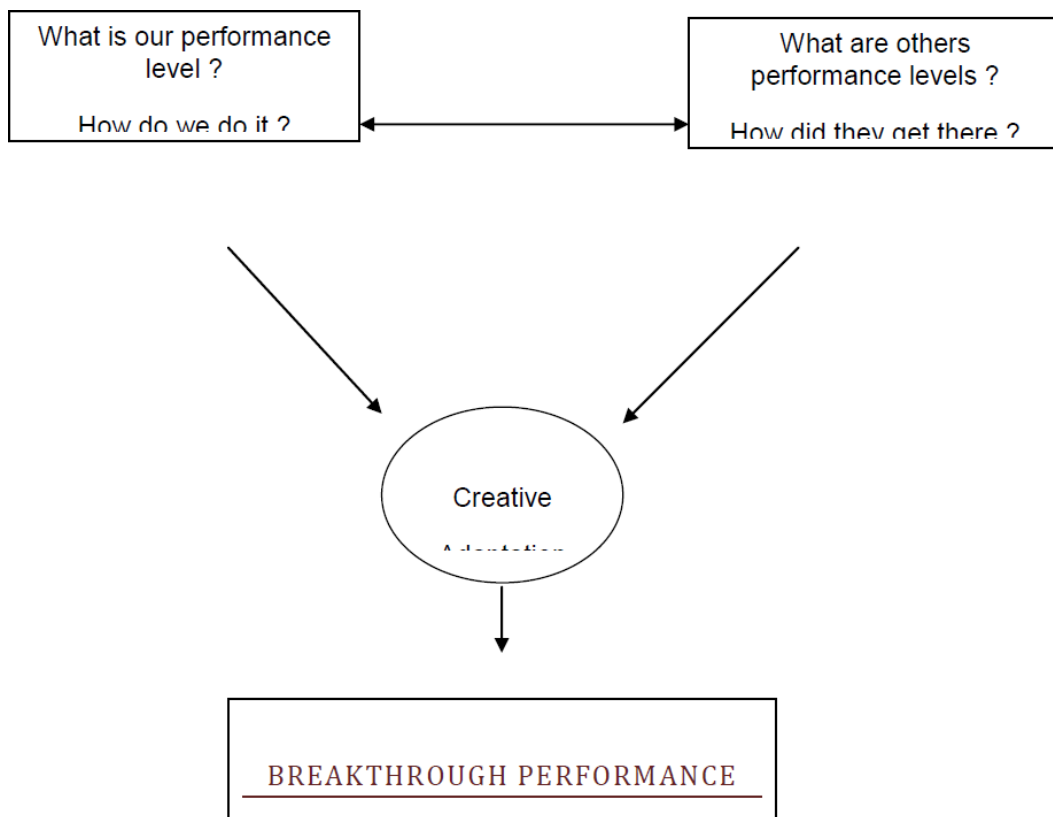 What is our performance
level ?
How do we do it ?
What are others
performance levels ?
How did they get there ?
Creative
Adaptation
BREAKTHROUGH PERFORMANCE